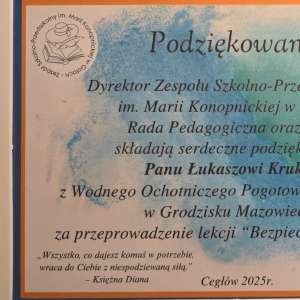 Podziękowan
Dyrektor Zespołu Szkolno-Prze
im. Marii Konopnickiej w
Rada Pedagogiczna oraz
składają serdeczne podzięk
Panu Łukaszowi Kruk
z Wodnego Ochotniczego Pogotow
w Grodzisku Mazowiec
za przeprowadzenie lekcji “Bezpiec
„Wszystko, co dajesz komuś w potrzebie,
wraca do Ciebie z niespodziewaną siłą.”
– Księżna Diana
Cegłów 2025r.